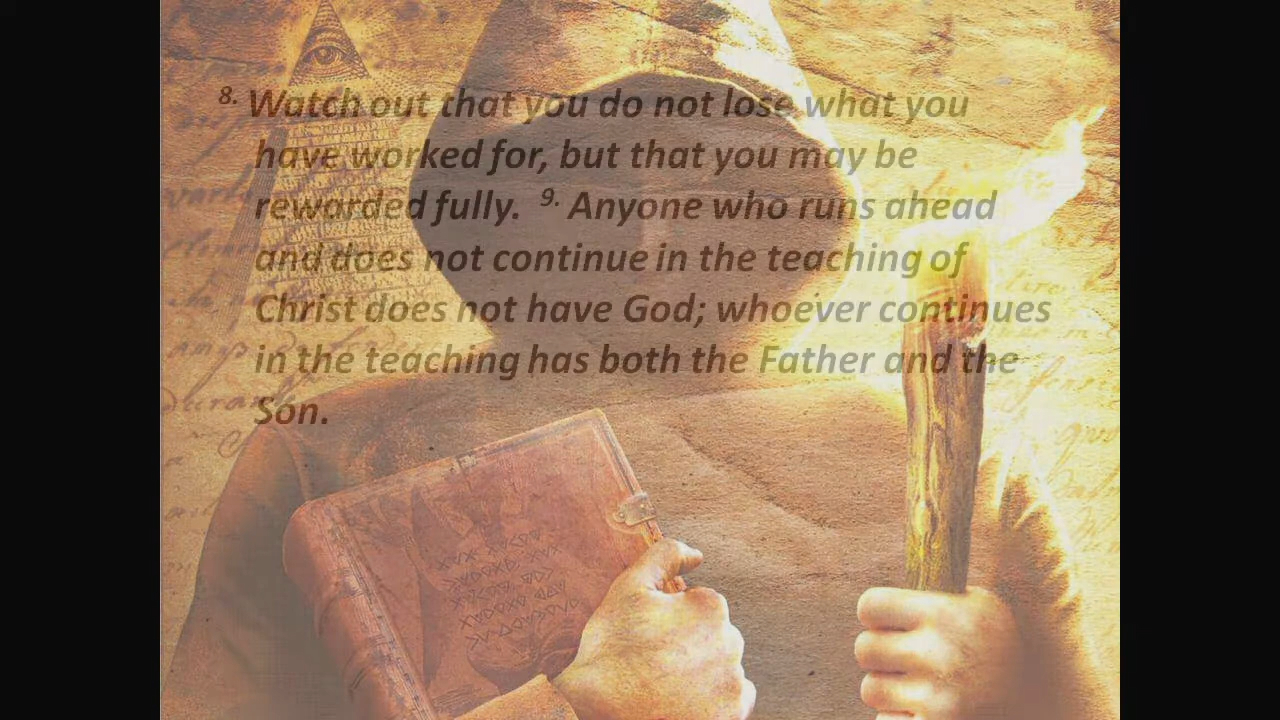 8. Watch out that you do not lose what you
have worked for, but that you may be
rewarded fully. 9. Anyone who runs ahead
and does not continue in the teaching of
Christ does not have God; whoever continues
in the teaching has both the Father and the
Son.